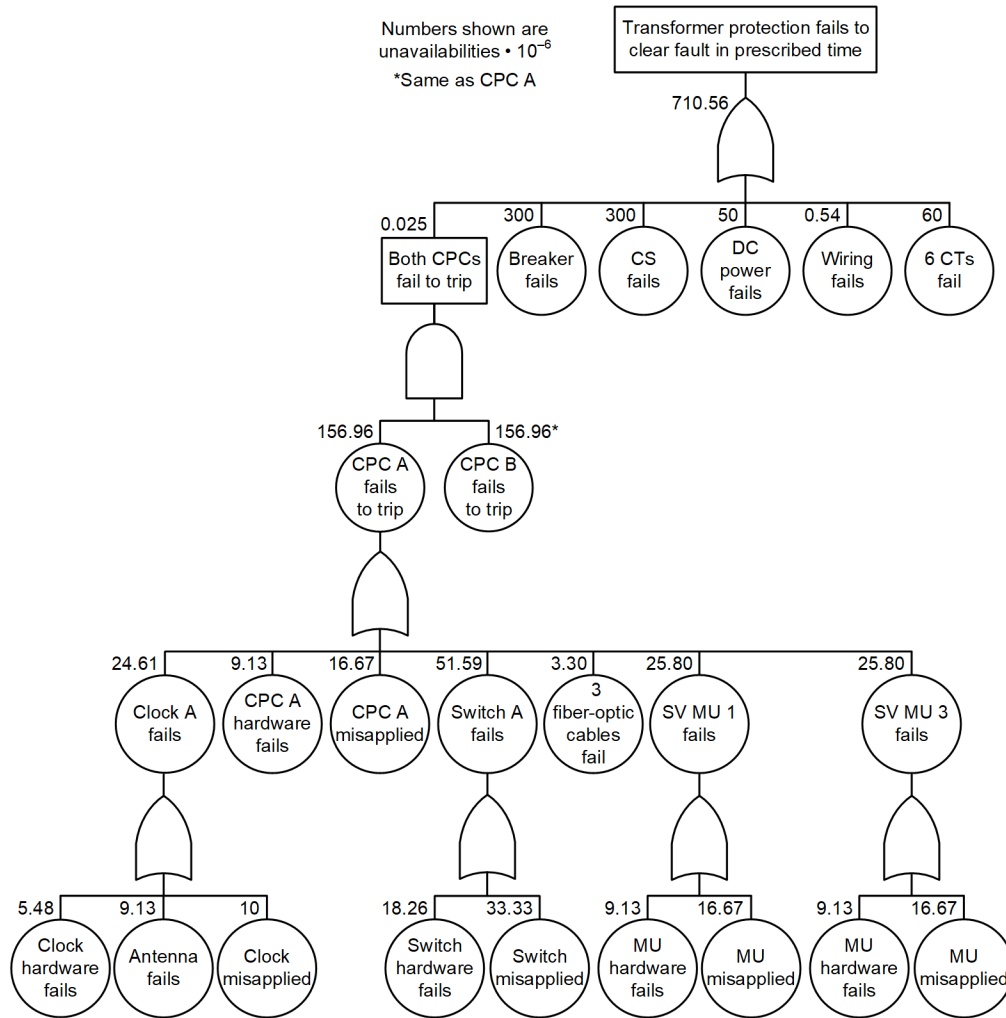 Numbers shown are
unavailabilities • 10⁻⁶
*Same as CPC A
Transformer protection fails to
clear fault in prescribed time
710.56
0.025
300
300
50
0.54
60
Both CPCs
fail to trip
Breaker
fails
CS
fails
DC
power
fails
Wiring
fails
6 CTs
fail
156.96
156.96*
CPC A
fails
to trip
CPC B
fails
to trip
24.61
9.13
16.67
51.59
3.30
25.80
25.80
Clock A
fails
CPC A
hardware
fails
CPC A
misapplied
Switch A
fails
3
fiber-optic
cables
fail
SV MU 1
fails
SV MU 3
fails
5.48
9.13
10
18.26
33.33
9.13
16.67
9.13
16.67
Clock
hardware
fails
Antenna
fails
Clock
misapplied
Switch
hardware
fails
Switch
misapplied
MU
hardware
fails
MU
misapplied
MU
hardware
fails
MU
misapplied